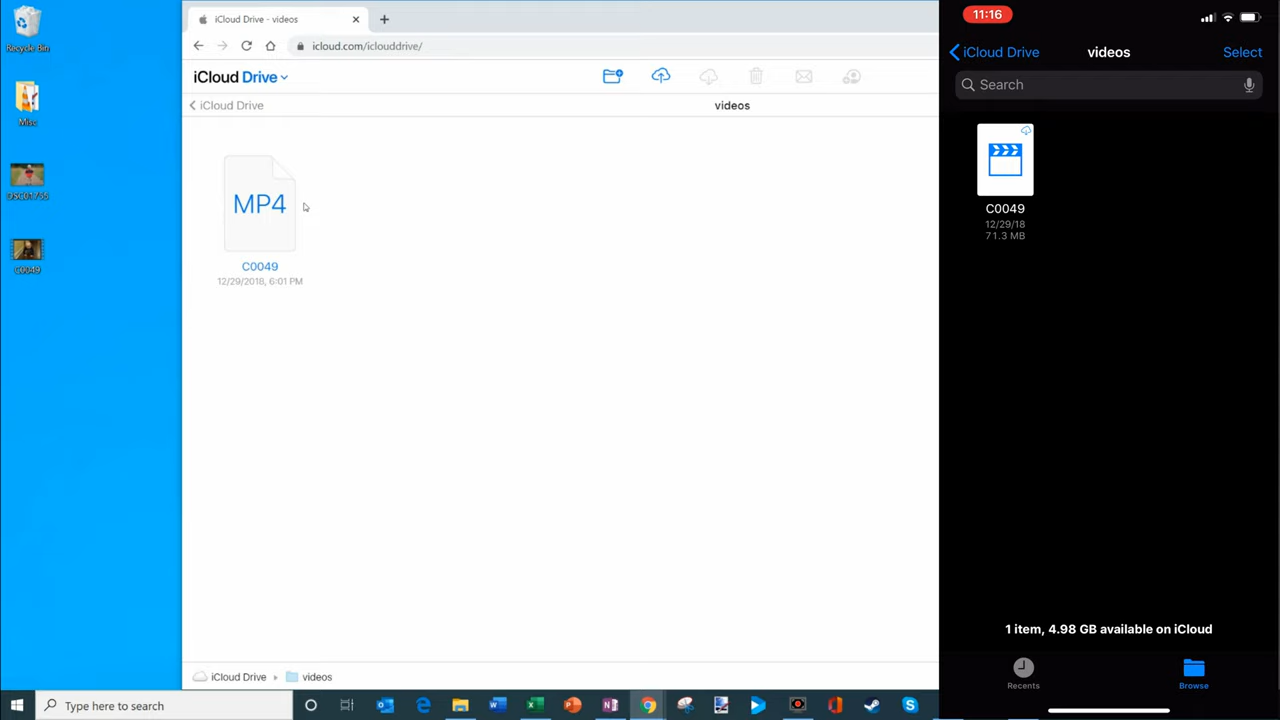 Recycle Bin
Misc
DSC01755
C0049
iCloud Drive - videos
icloud.com/iclouddrive/
iCloud Drive
iCloud Drive
videos
MP4
C0049
12/29/2018, 6:01 PM
iCloud Drive
videos
Type here to search
11:16
iCloud Drive
videos
Select
Search
C0049
12/29/18
71.3 MB
1 item, 4.98 GB available on iCloud
Recents
Browse